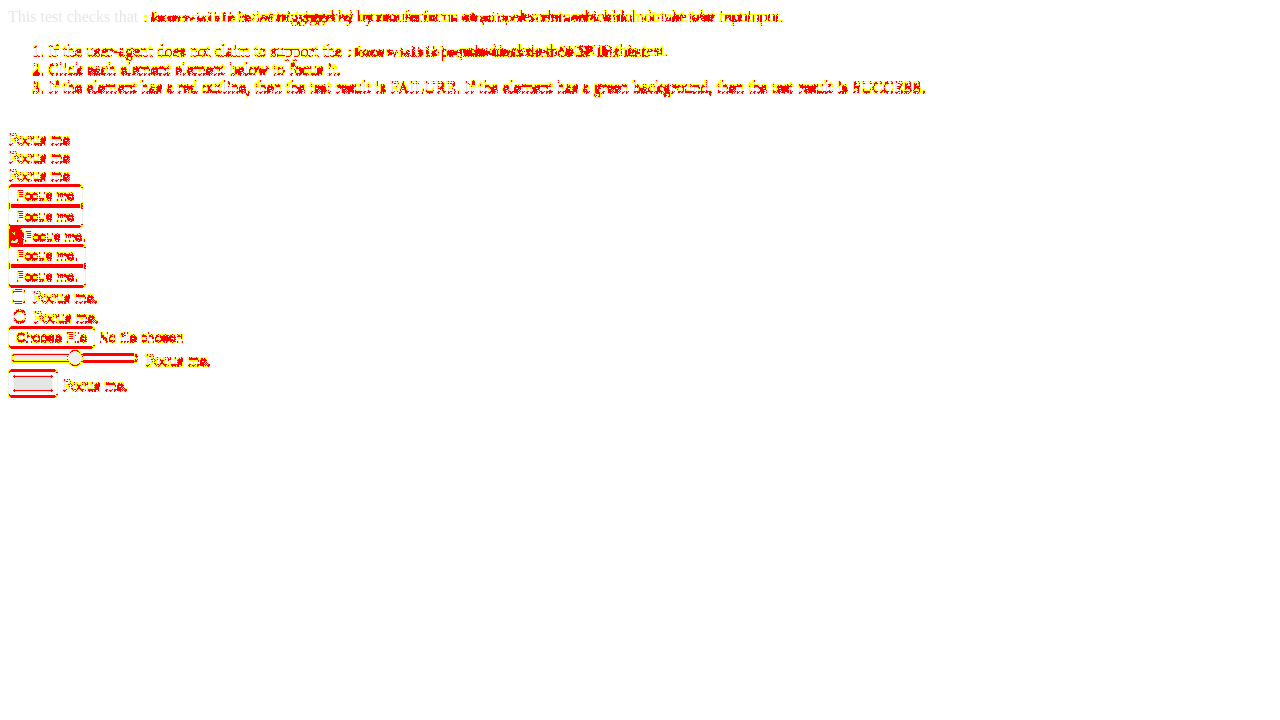 This test checks that : is triggered by mouse focus on element which do not take user input.
1. If the user-agent does not claim to support the :focus-visible pseudo-class then SKIP this test.
2. Click each element element below to focus it.
3. If the element has a red outline, then the test result is FAILURE. If the element has a green background, then the test result is SUCCESS.
Focus me
Focus me
Focus me
Focus me
Focus me
Focus me.
Focus me.
Focus me.
Focus me.
Focus me.
Choose File No file chosen
Focus me.
Focus me.